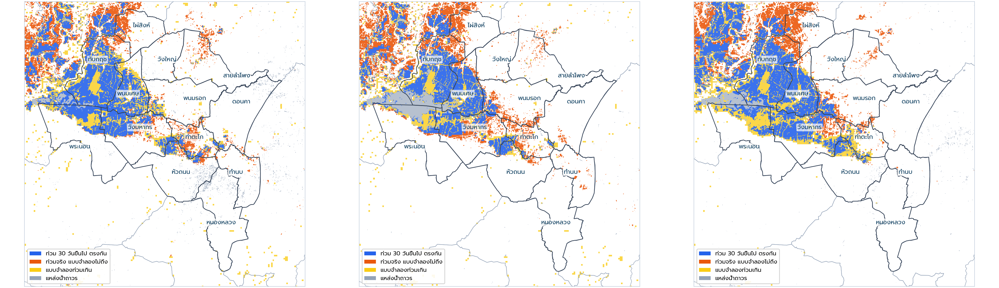 ไผ่สิงห์
วังใหญ่
ทับกฤช
สายลำโพง
พนมเศษ
พนมรอก
ดอนคา
วังมหากร
ท่าตะโก
พระนอน
หัวถนน
ทำนบ
หนองหลวง
ท่วม 30 วันขึ้นไป ตรงกัน
ท่วมจริง แบบจำลองไม่ถึง
แบบจำลองท่วมเกิน
แหล่งน้ำถาวร
ไผ่สิงห์
วังใหญ่
ทับกฤช
สายลำโพง
พนมเศษ
พนมรอก
ดอนคา
วังมหากร
ท่าตะโก
พระนอน
หัวถนน
ทำนบ
หนองหลวง
ท่วม 30 วันขึ้นไป ตรงกัน
ท่วมจริง แบบจำลองไม่ถึง
แบบจำลองท่วมเกิน
แหล่งน้ำถาวร
ไผ่สิงห์
วังใหญ่
ทับกฤช
สายลำโพง
พนมเศษ
พนมรอก
ดอนคา
วังมหากร
ท่าตะโก
พระนอน
หัวถนน
ทำนบ
หนองหลวง
ท่วม 30 วันขึ้นไป ตรงกัน
ท่วมจริง แบบจำลองไม่ถึง
แบบจำลองท่วมเกิน
แหล่งน้ำถาวร